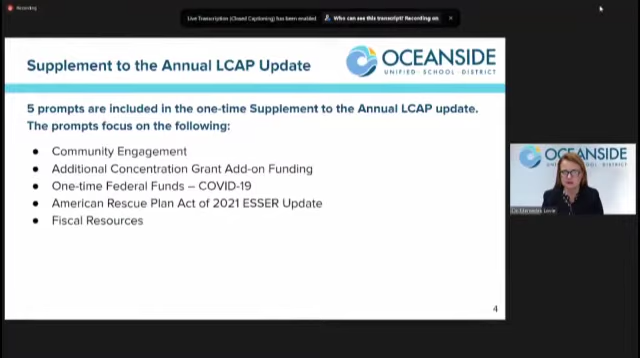 Recording
Live Transcription (Closed Captioning) has been enabled
Who can see this transcript? Recording on
Supplement to the Annual LCAP Update
OCEANSIDE
UNIFIED · SCHOOL · DISTRICT
5 prompts are included in the one-time Supplement to the Annual LCAP update.
The prompts focus on the following:
● Community Engagement
● Additional Concentration Grant Add-on Funding
● One-time Federal Funds – COVID-19
● American Rescue Plan Act of 2021 ESSER Update
● Fiscal Resources
4
OCEANSIDE